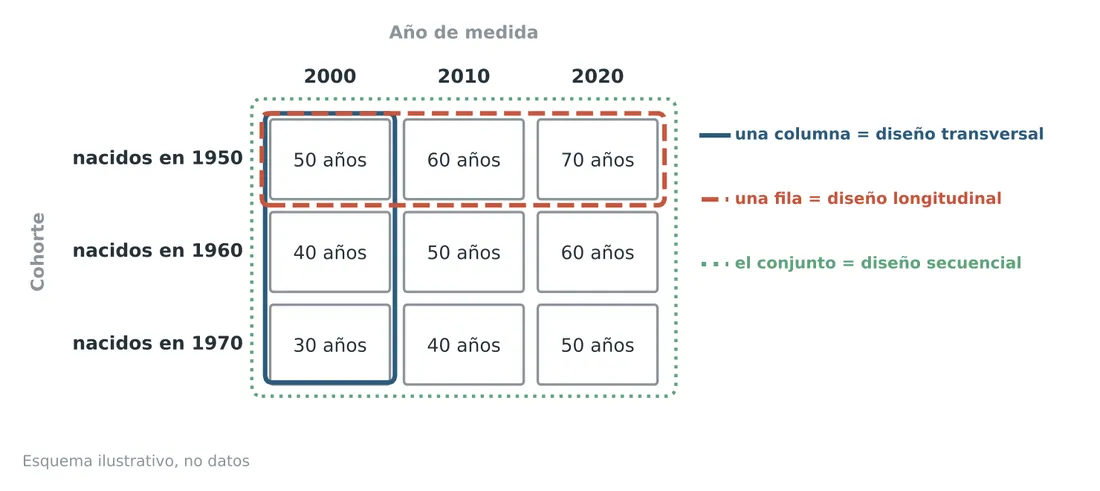 Año de medida
2000 2010 2020
nacidos en 1950 50 años 60 años 70 años
nacidos en 1960 40 años 50 años 60 años
nacidos en 1970 30 años 40 años 50 años
Cohorte
una columna = diseño transversal
una fila = diseño longitudinal
el conjunto = diseño secuencial
Esquema ilustrativo, no datos